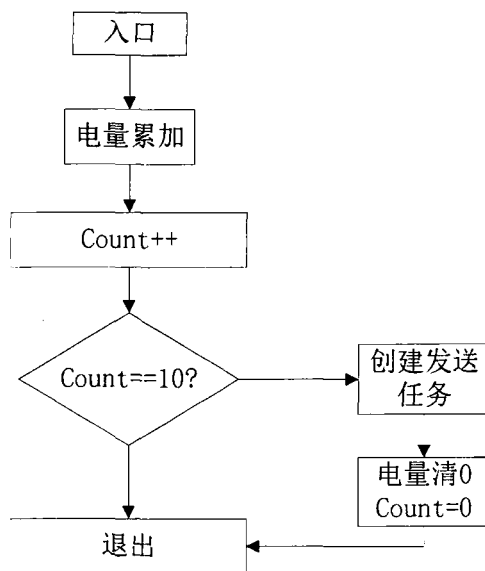 入口
电量累加
Count++
Count==10?
创建发送
任务
电量清0
Count=0
退出